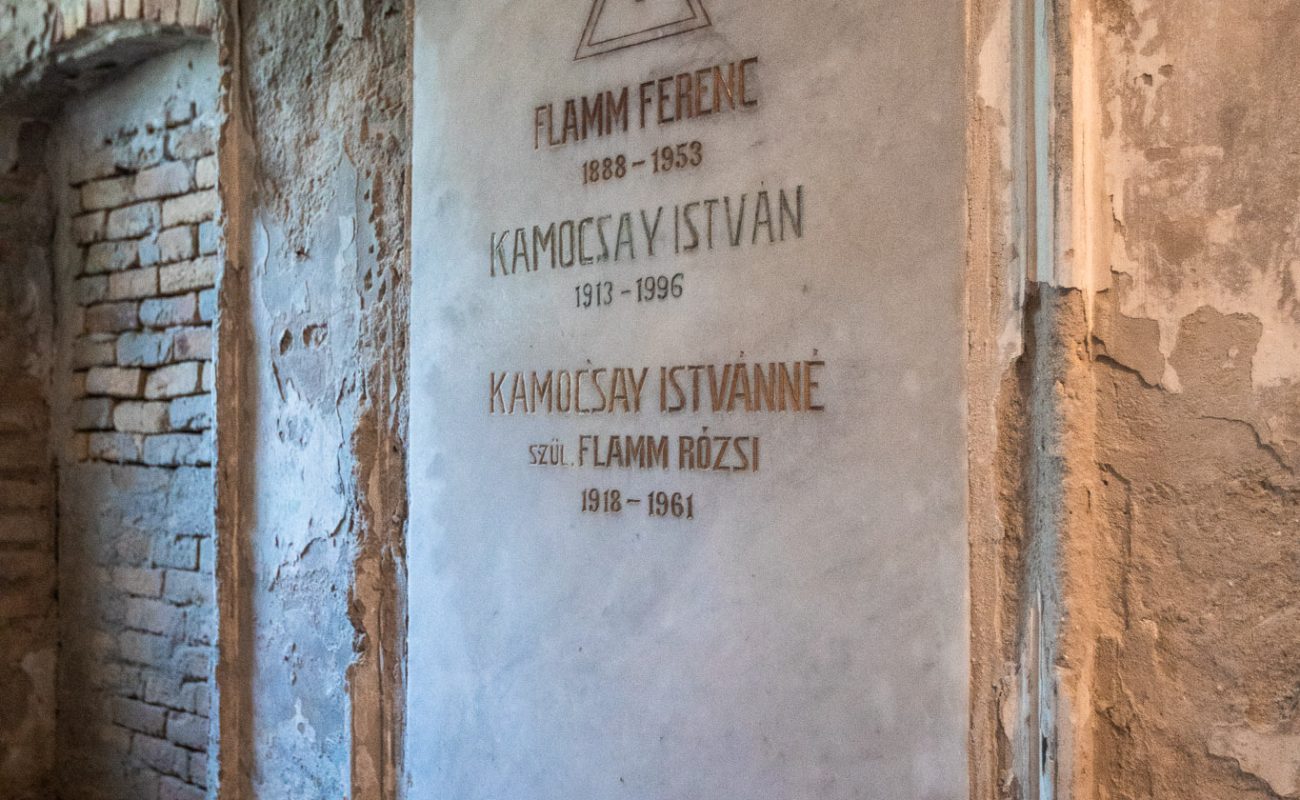 FLAMM FERENC
1888 – 1953
KAMOCSAY ISTVÁN
1913 – 1996
KAMOCSAY ISTVÁNNÉ
SZÜL. FLAMM RÓZSI
1918 – 1961